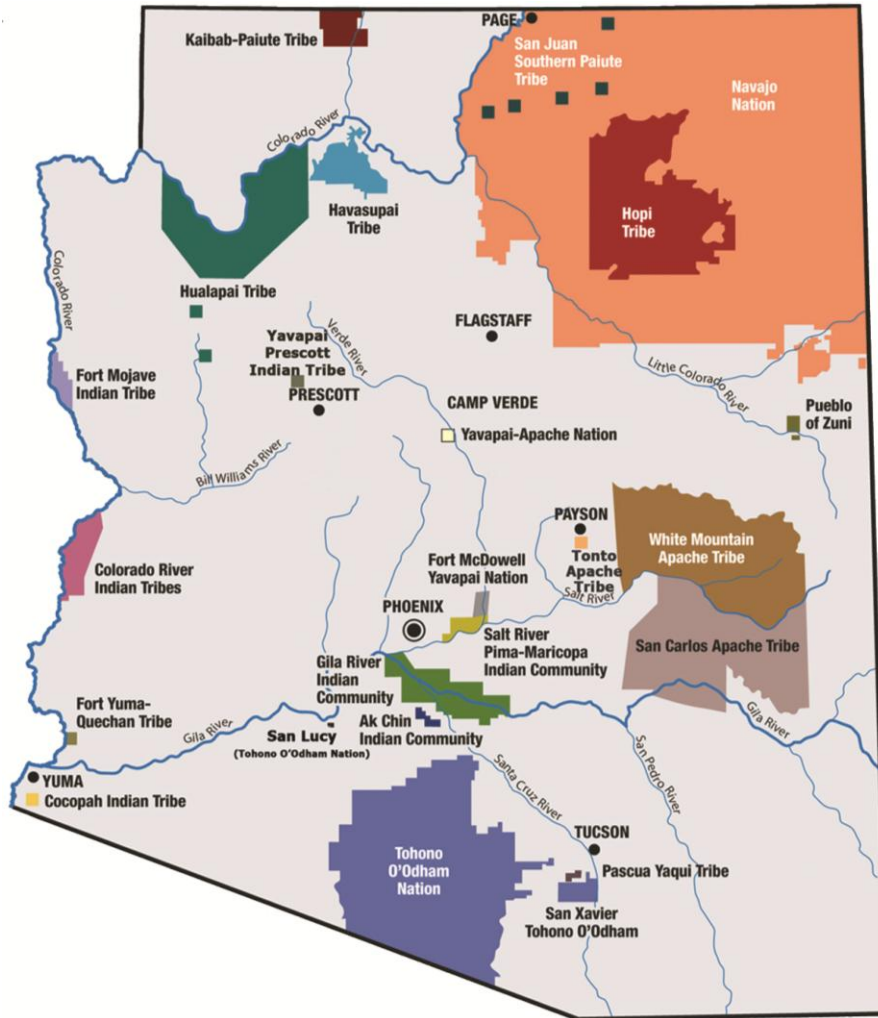 PAGE
Kaibab-Paiute Tribe
San Juan
Southern Paiute
Tribe
Navajo
Nation
Colorado River
Havasupai
Tribe
Hopi
Tribe
Colorado River
Hualapai Tribe
FLAGSTAFF
Verde River
Yavapai
Prescott
Indian Tribe
PRESCOTT
Fort Mojave
Indian Tribe
Little Colorado River
CAMP VERDE
Yavapai-Apache Nation
Pueblo
of Zuni
Bill Williams River
PAYSON
Tonto
Apache
Tribe
White Mountain
Apache Tribe
Fort McDowell
Yavapai Nation
Colorado River
Indian Tribes
Salt River
PHOENIX
Salt River
Pima-Maricopa
Indian Community
San Carlos Apache Tribe
Gila River
Indian
Community
Fort Yuma-
Quechan Tribe
Gila River
San Lucy
(Tohono O'Odham Nation)
Ak Chin
Indian Community
Gila River
San Pedro River
Santa Cruz River
YUMA
Cocopah Indian Tribe
TUCSON
Tohono
O'Odham
Nation
Pascua Yaqui Tribe
San Xavier
Tohono O'Odham